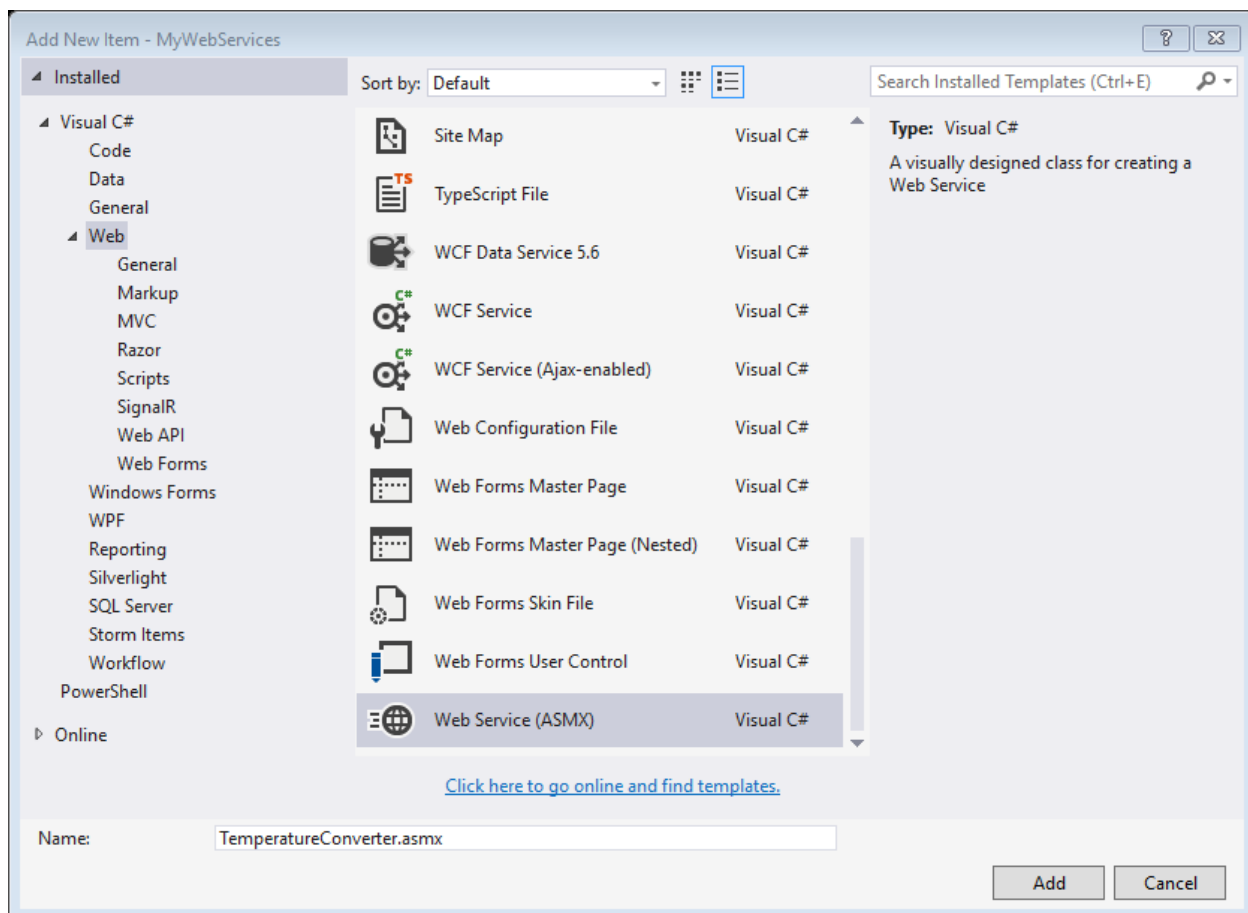 Add New Item - MyWebServices
Installed
Visual C#
Code
Data
General
Web
General
Markup
MVC
Razor
Scripts
SignalR
Web API
Web Forms
Windows Forms
WPF
Reporting
Silverlight
SQL Server
Storm Items
Workflow
PowerShell
Online
Sort by: Default
Site Map Visual C#
TS
TypeScript File Visual C#
WCF Data Service 5.6 Visual C#
C#
WCF Service Visual C#
C#
WCF Service (Ajax-enabled) Visual C#
Web Configuration File Visual C#
Web Forms Master Page Visual C#
Web Forms Master Page (Nested) Visual C#
Web Forms Skin File Visual C#
Web Forms User Control Visual C#
Web Service (ASMX) Visual C#
Click here to go online and find templates.
Search Installed Templates (Ctrl+E)
Type: Visual C#
A visually designed class for creating a
Web Service
Name: TemperatureConverter.asmx
Add Cancel